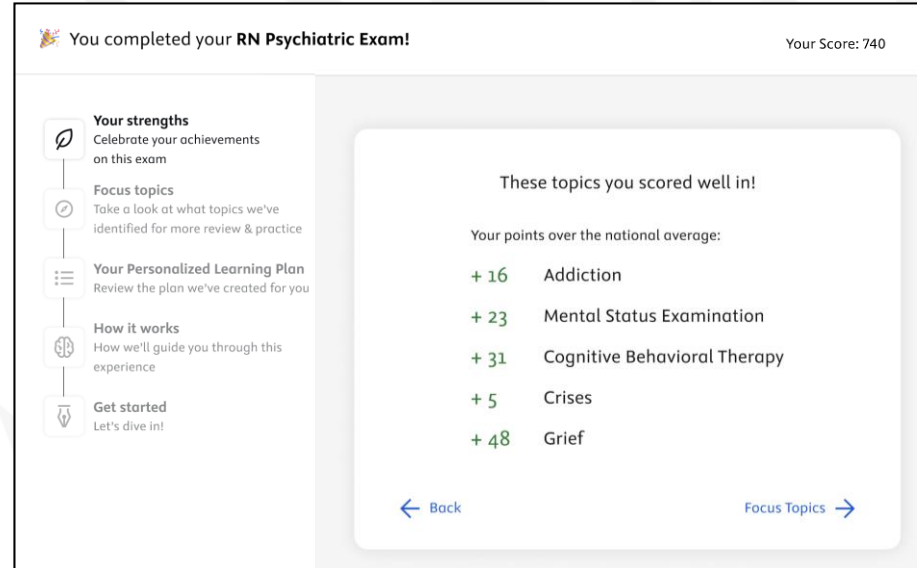 🎉 You completed your RN Psychiatric Exam!
Your Score: 740
Your strengths
Celebrate your achievements
on this exam
Focus topics
Take a look at what topics we've
identified for more review & practice
Your Personalized Learning Plan
Review the plan we've created for you
How it works
How we'll guide you through this
experience
Get started
Let's dive in!
These topics you scored well in!
Your points over the national average:
+ 16 Addiction
+ 23 Mental Status Examination
+ 31 Cognitive Behavioral Therapy
+ 5 Crises
+ 48 Grief
← Back
Focus Topics →